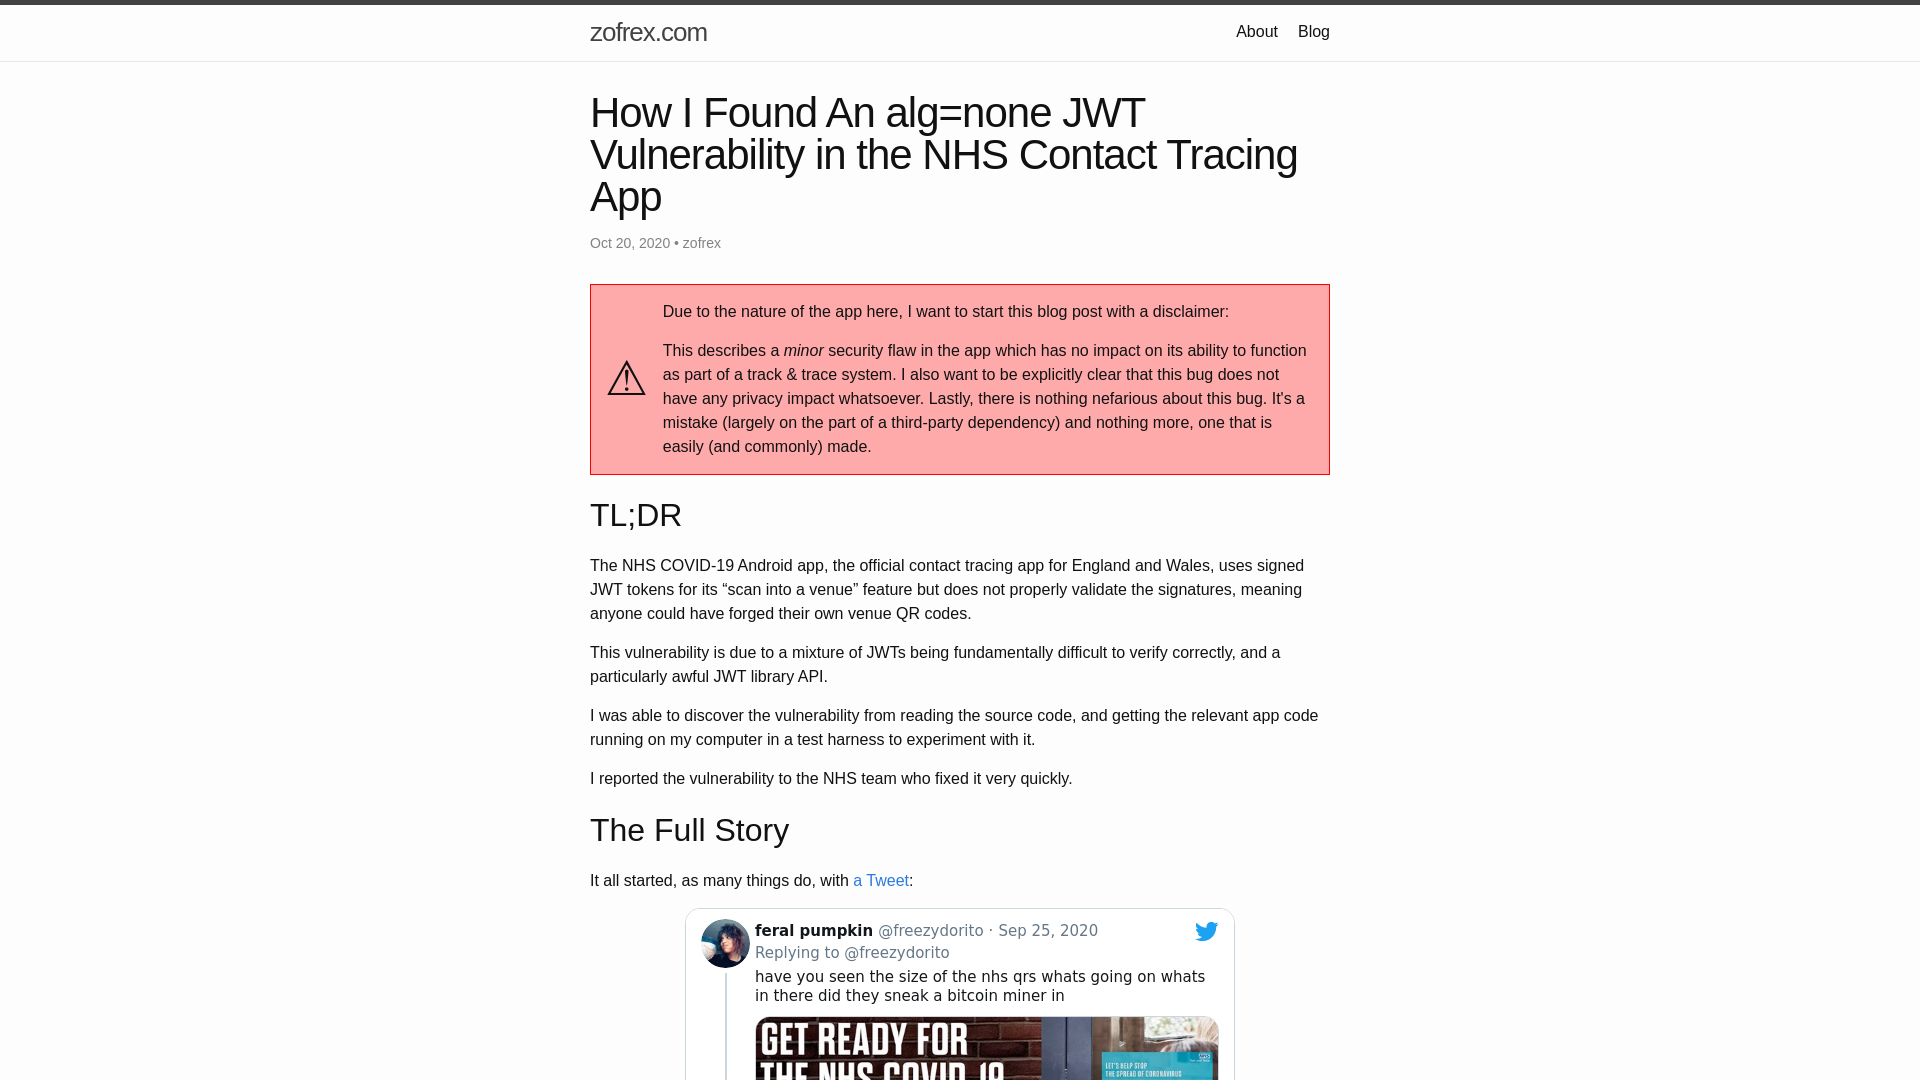 zofrex.com
About
Blog
How I Found An alg=none JWT
Vulnerability in the NHS Contact Tracing
App
Oct 20, 2020 • zofrex
Due to the nature of the app here, I want to start this blog post with a disclaimer:
This describes a minor security flaw in the app which has no impact on its ability to function
as part of a track & trace system. I also want to be explicitly clear that this bug does not
have any privacy impact whatsoever. Lastly, there is nothing nefarious about this bug. It's a
mistake (largely on the part of a third-party dependency) and nothing more, one that is
easily (and commonly) made.
TL;DR
The NHS COVID-19 Android app, the official contact tracing app for England and Wales, uses signed
JWT tokens for its “scan into a venue” feature but does not properly validate the signatures, meaning
anyone could have forged their own venue QR codes.
This vulnerability is due to a mixture of JWTs being fundamentally difficult to verify correctly, and a
particularly awful JWT library API.
I was able to discover the vulnerability from reading the source code, and getting the relevant app code
running on my computer in a test harness to experiment with it.
I reported the vulnerability to the NHS team who fixed it very quickly.
The Full Story
It all started, as many things do, with a Tweet:
feral pumpkin @freezydorito · Sep 25, 2020
Replying to @freezydorito
have you seen the size of the nhs qrs whats going on whats
in there did they sneak a bitcoin miner in
GET READY FOR
THE NHS COVID-19
NHS
LET'S HELP STOP
THE SPREAD OF CORONAVIRUS